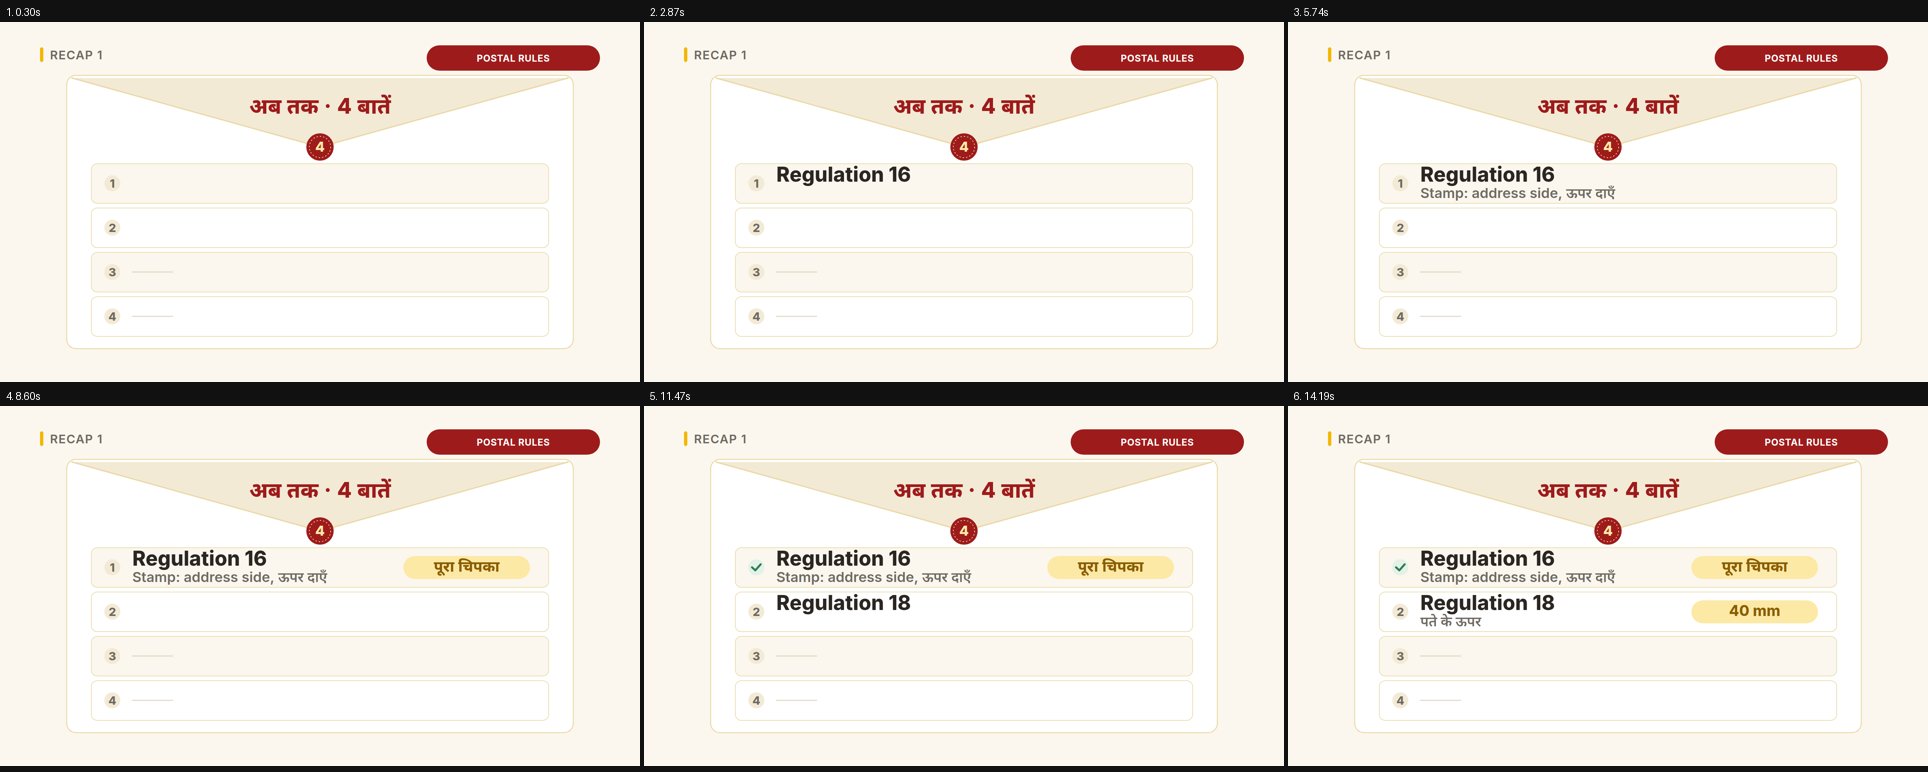 1. 0.30s
RECAP 1
POSTAL RULES
अब तक · 4 बातें
4
1
2
3
4
2. 2.87s
RECAP 1
POSTAL RULES
अब तक · 4 बातें
4
1 Regulation 16
2
3
4
3. 5.74s
RECAP 1
POSTAL RULES
अब तक · 4 बातें
4
1 Regulation 16
Stamp: address side, ऊपर दाएँ
2
3
4
4. 8.60s
RECAP 1
POSTAL RULES
अब तक · 4 बातें
4
1 Regulation 16
Stamp: address side, ऊपर दाएँ
पूरा चिपका
2
3
4
5. 11.47s
RECAP 1
POSTAL RULES
अब तक · 4 बातें
4
Regulation 16
Stamp: address side, ऊपर दाएँ
पूरा चिपका
2 Regulation 18
3
4
6. 14.19s
RECAP 1
POSTAL RULES
अब तक · 4 बातें
4
Regulation 16
Stamp: address side, ऊपर दाएँ
पूरा चिपका
2 Regulation 18
पते के ऊपर
40 mm
3
4